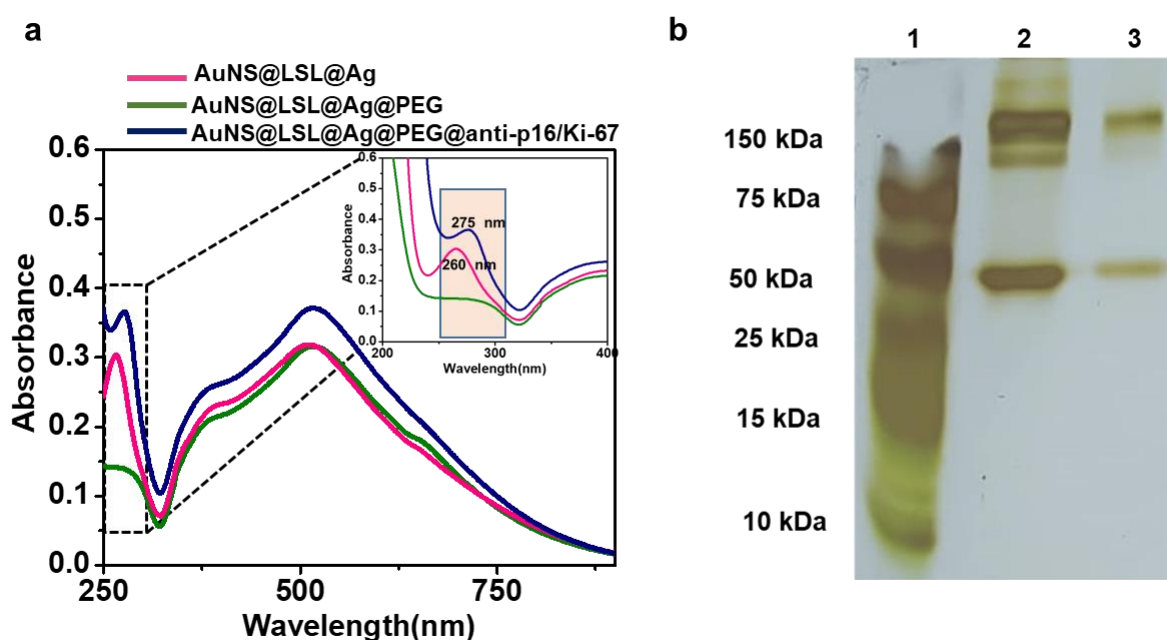 a
AuNS@LSL@Ag
AuNS@LSL@Ag@PEG
AuNS@LSL@Ag@PEG@anti-p16/Ki-67
0.6
0.5
0.4
0.3
0.2
0.1
0.0
Absorbance
250
500
750
Wavelength(nm)
0.6
0.5
0.4
0.3
0.2
0.1
0.0
Absorbance
275 nm
260 nm
200
300
400
Wavelength(nm)
b
1 2 3
150 kDa
75 kDa
50 kDa
25 kDa
15 kDa
10 kDa